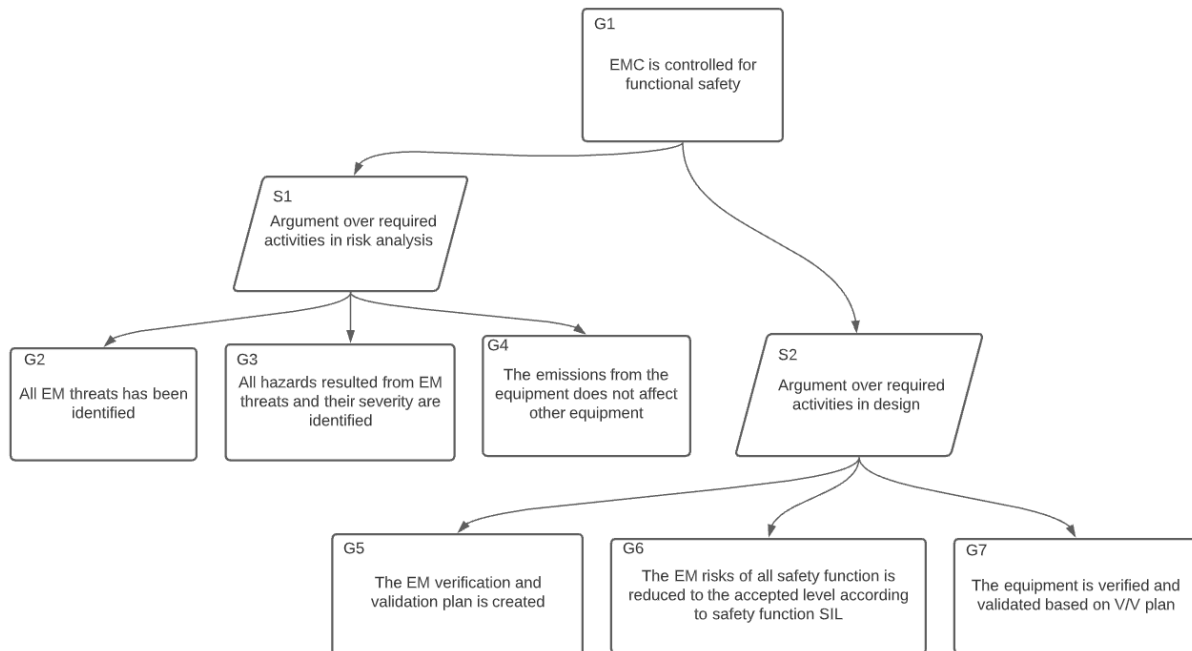 G1
EMC is controlled for
functional safety
S1
Argument over required
activities in risk analysis
G2
All EM threats has been
identified
G3
All hazards resulted from EM
threats and their severity are
identified
G4
The emissions from the
equipment does not affect
other equipment
S2
Argument over required
activities in design
G5
The EM verification and
validation plan is created
G6
The EM risks of all safety function is
reduced to the accepted level according
to safety function SIL
G7
The equipment is verified and
validated based on V/V plan